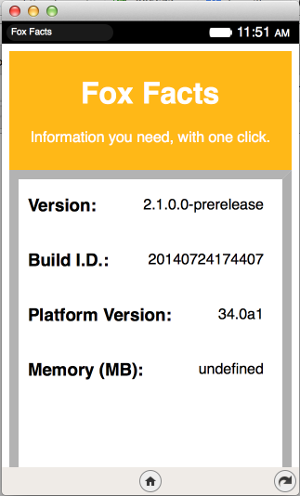 Fox Facts
11:51 AM
Fox Facts
Information you need, with one click.
Version: 2.1.0.0-prerelease
Build I.D.: 20140724174407
Platform Version: 34.0a1
Memory (MB): undefined